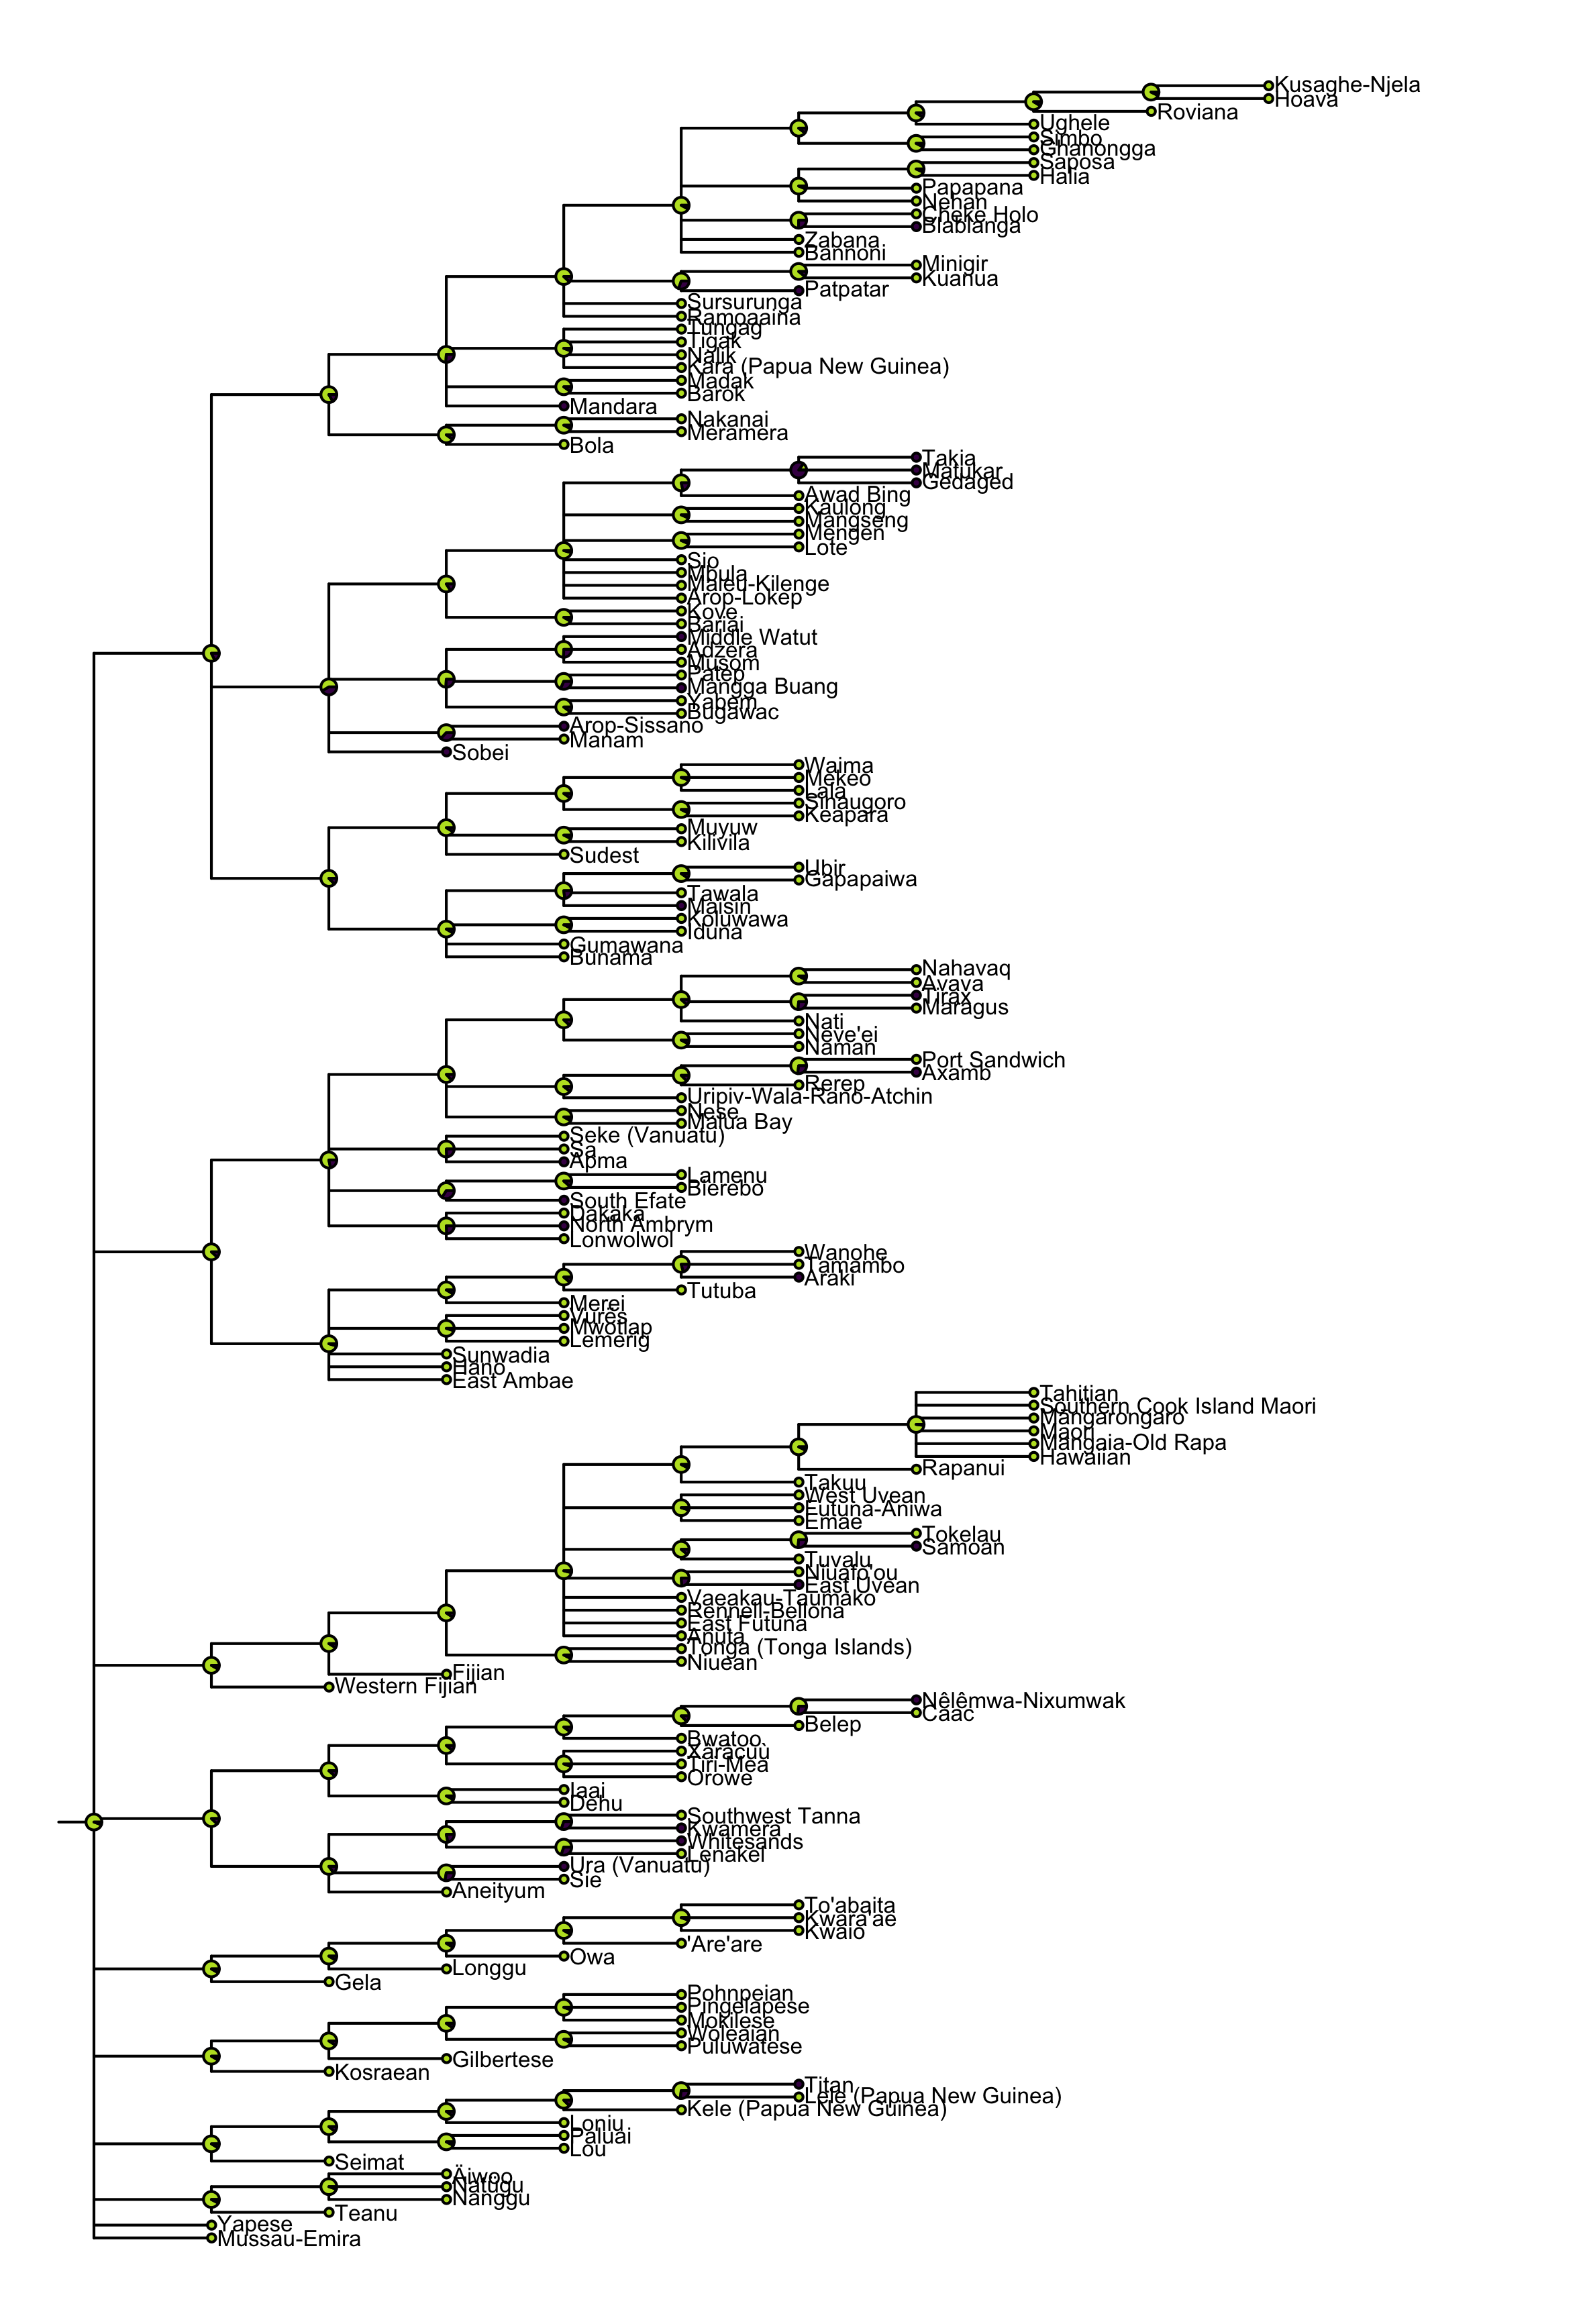 Kusaghe-Njela
Hoava
Roviana
Ughele
Simbo
Ghanongga
Saposa
Halia
Papapana
Nehan
Cheke Holo
Blablanga
Zabana
Bannoni
Minigir
Kuanua
Patpatar
Sursurunga
Ramoaaina
Tungag
Tigak
Nalik
Kara (Papua New Guinea)
Madak
Barok
Mandara
Nakanai
Meramera
Bola
Takia
Matukar
Gedaged
Awad Bing
Kaulong
Mangseng
Mengen
Lote
Sio
Mbula
Maleu-Kilenge
Arop-Lokep
Kove
Bariai
Middle Watut
Adzera
Musom
Patep
Mangga Buang
Yabem
Bugawac
Arop-Sissano
Manam
Sobei
Waima
Mekeo
Lala
Sinaugoro
Keapara
Muyuw
Kilivila
Sudest
Ubir
Gapapaiwa
Tawala
Maisin
Koluwawa
Iduna
Gumawana
Bunama
Nahavaq
Avava
Tirax
Maragus
Nati
Neve'ei
Naman
Port Sandwich
Axamb
Rerep
Uripiv-Wala-Rano-Atchin
Nese
Malua Bay
Seke (Vanuatu)
Sa
Apma
Lamenu
Bierebo
South Efate
Dakaka
North Ambrym
Lonwolwol
Wanohe
Tamambo
Araki
Tutuba
Merei
Vurës
Mwotlap
Lemerig
Sunwadia
Hano
East Ambae
Tahitian
Southern Cook Island Maori
Mangarongaro
Maori
Mangaia-Old Rapa
Hawaiian
Rapanui
Takuu
West Uvean
Futuna-Aniwa
Emae
Tokelau
Samoan
Tuvalu
Niuafo'ou
East Uvean
Vaeakau-Taumako
Rennell-Bellona
East Futuna
Anuta
Tonga (Tonga Islands)
Niuean
Fijian
Western Fijian
Nêlêmwa-Nixumwak
Caac
Belep
Bwatoo
Xârâcùù
Tiri-Mea
Orowe
Iaai
Dehu
Southwest Tanna
Kwamera
Whitesands
Lenakel
Ura (Vanuatu)
Sie
Aneityum
To'abaita
Kwara'ae
Kwaio
'Are'are
Owa
Longgu
Gela
Pohnpeian
Pingelapese
Mokilese
Woleaian
Puluwatese
Gilbertese
Kosraean
Titan
Lele (Papua New Guinea)
Kele (Papua New Guinea)
Loniu
Paluai
Lou
Seimat
Äiwoo
Natügu
Nanggu
Teanu
Yapese
Mussau-Emira